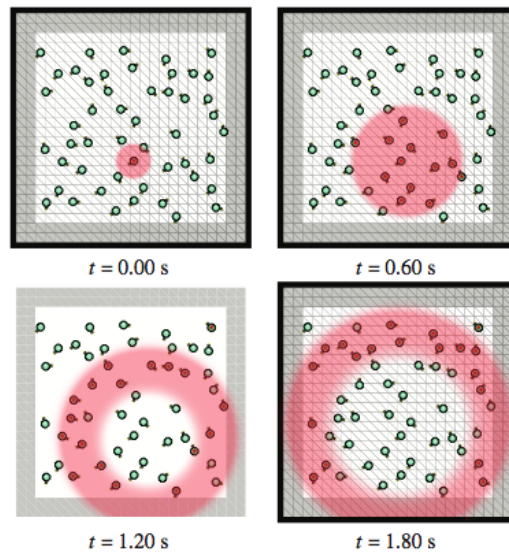 t = 0.00 s
t = 0.60 s
t = 1.20 s
t = 1.80 s